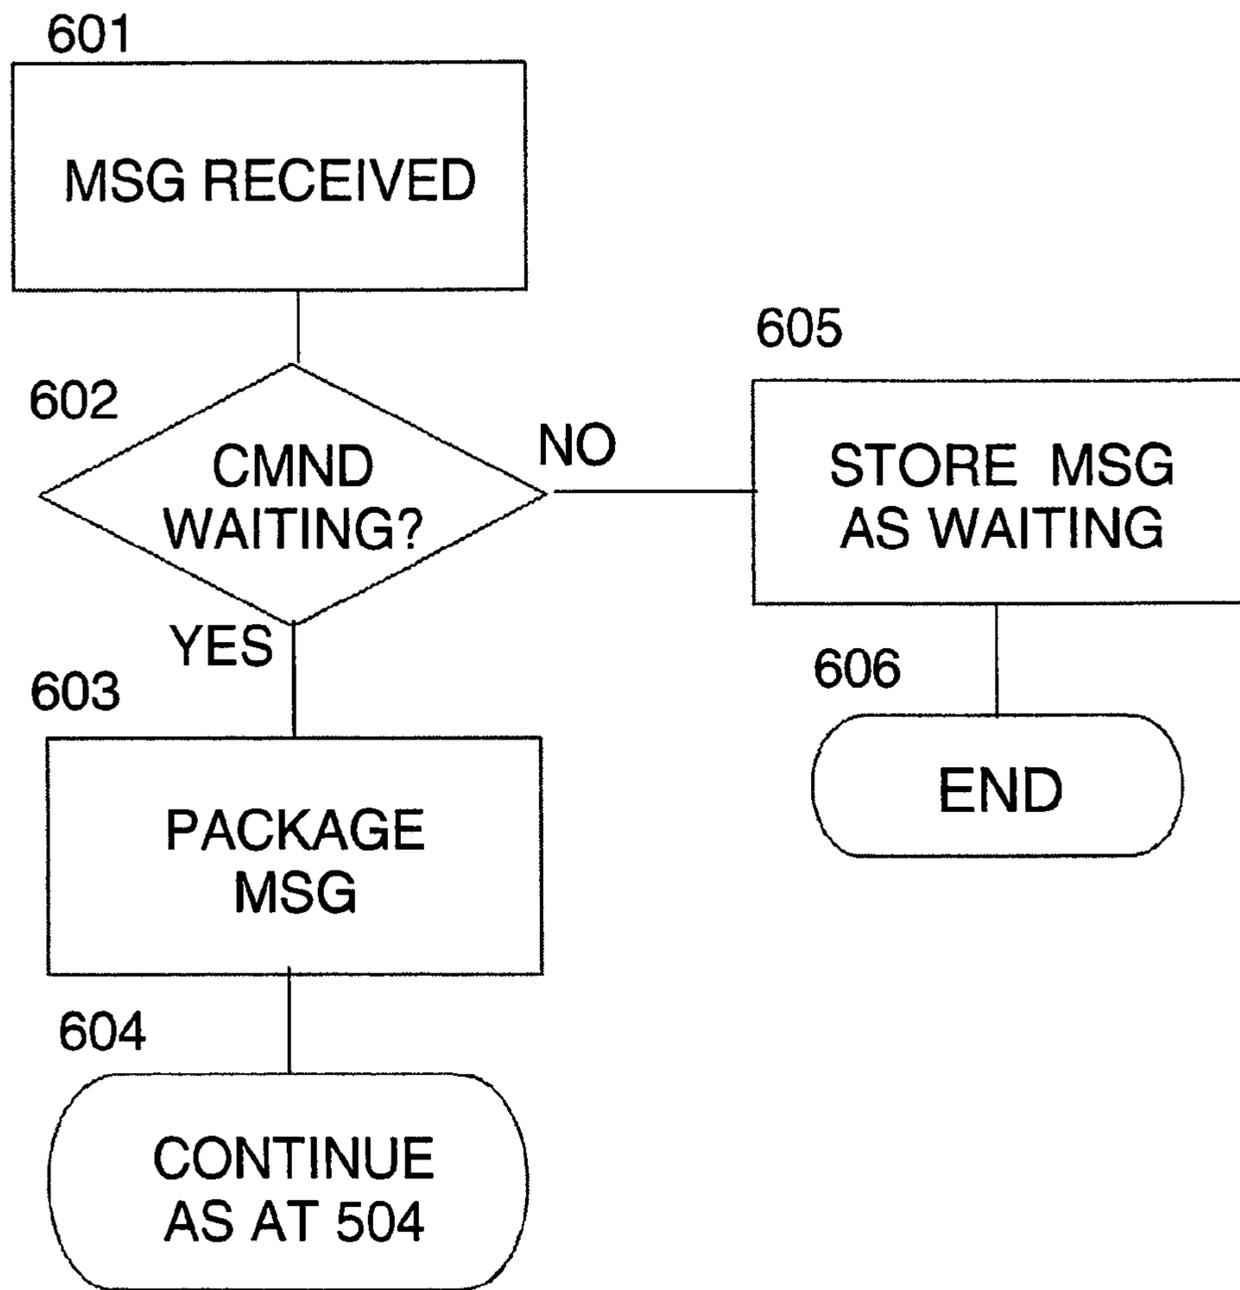 601
MSG RECEIVED
602
CMND
WAITING?
NO
605
STORE MSG
AS WAITING
606
END
YES
603
PACKAGE
MSG
604
CONTINUE
AS AT 504